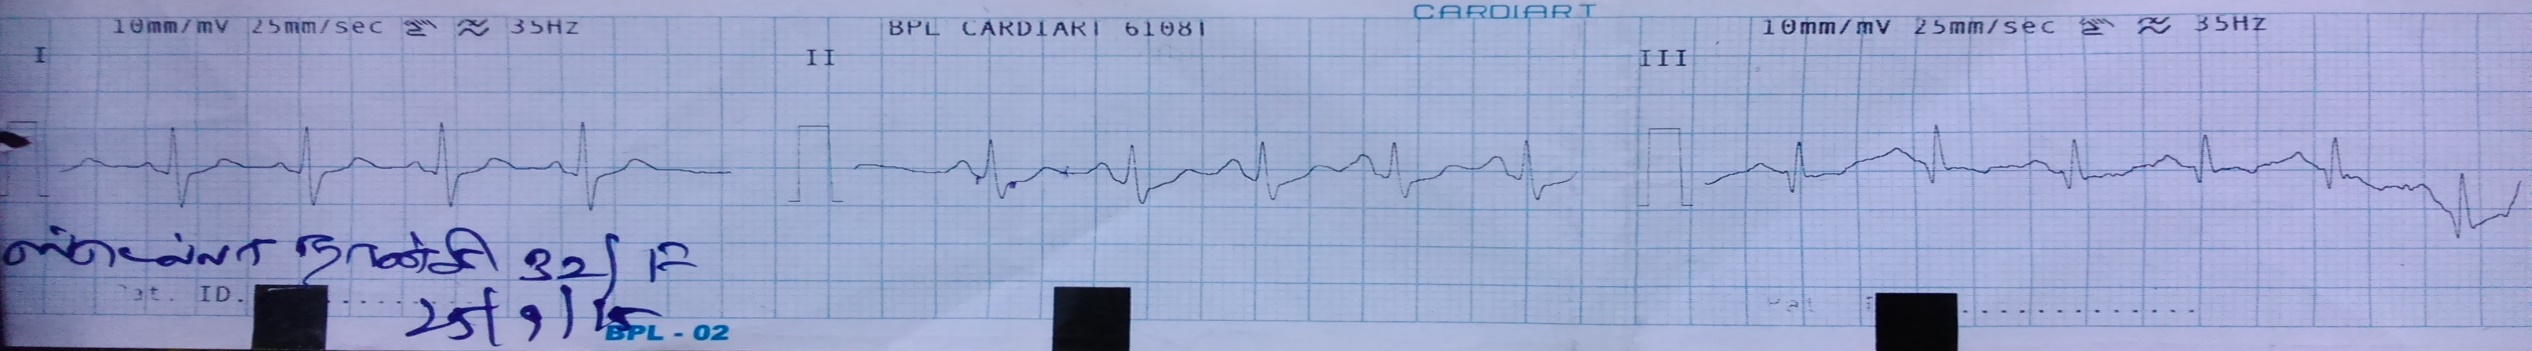 CARDIART
10mm/mV 25mm/sec 35Hz
BPL CARDIART 6108T
10mm/mV 25mm/sec 35Hz
I
II
III
32/F
Pat. ID.
25/9/15
BPL - 02